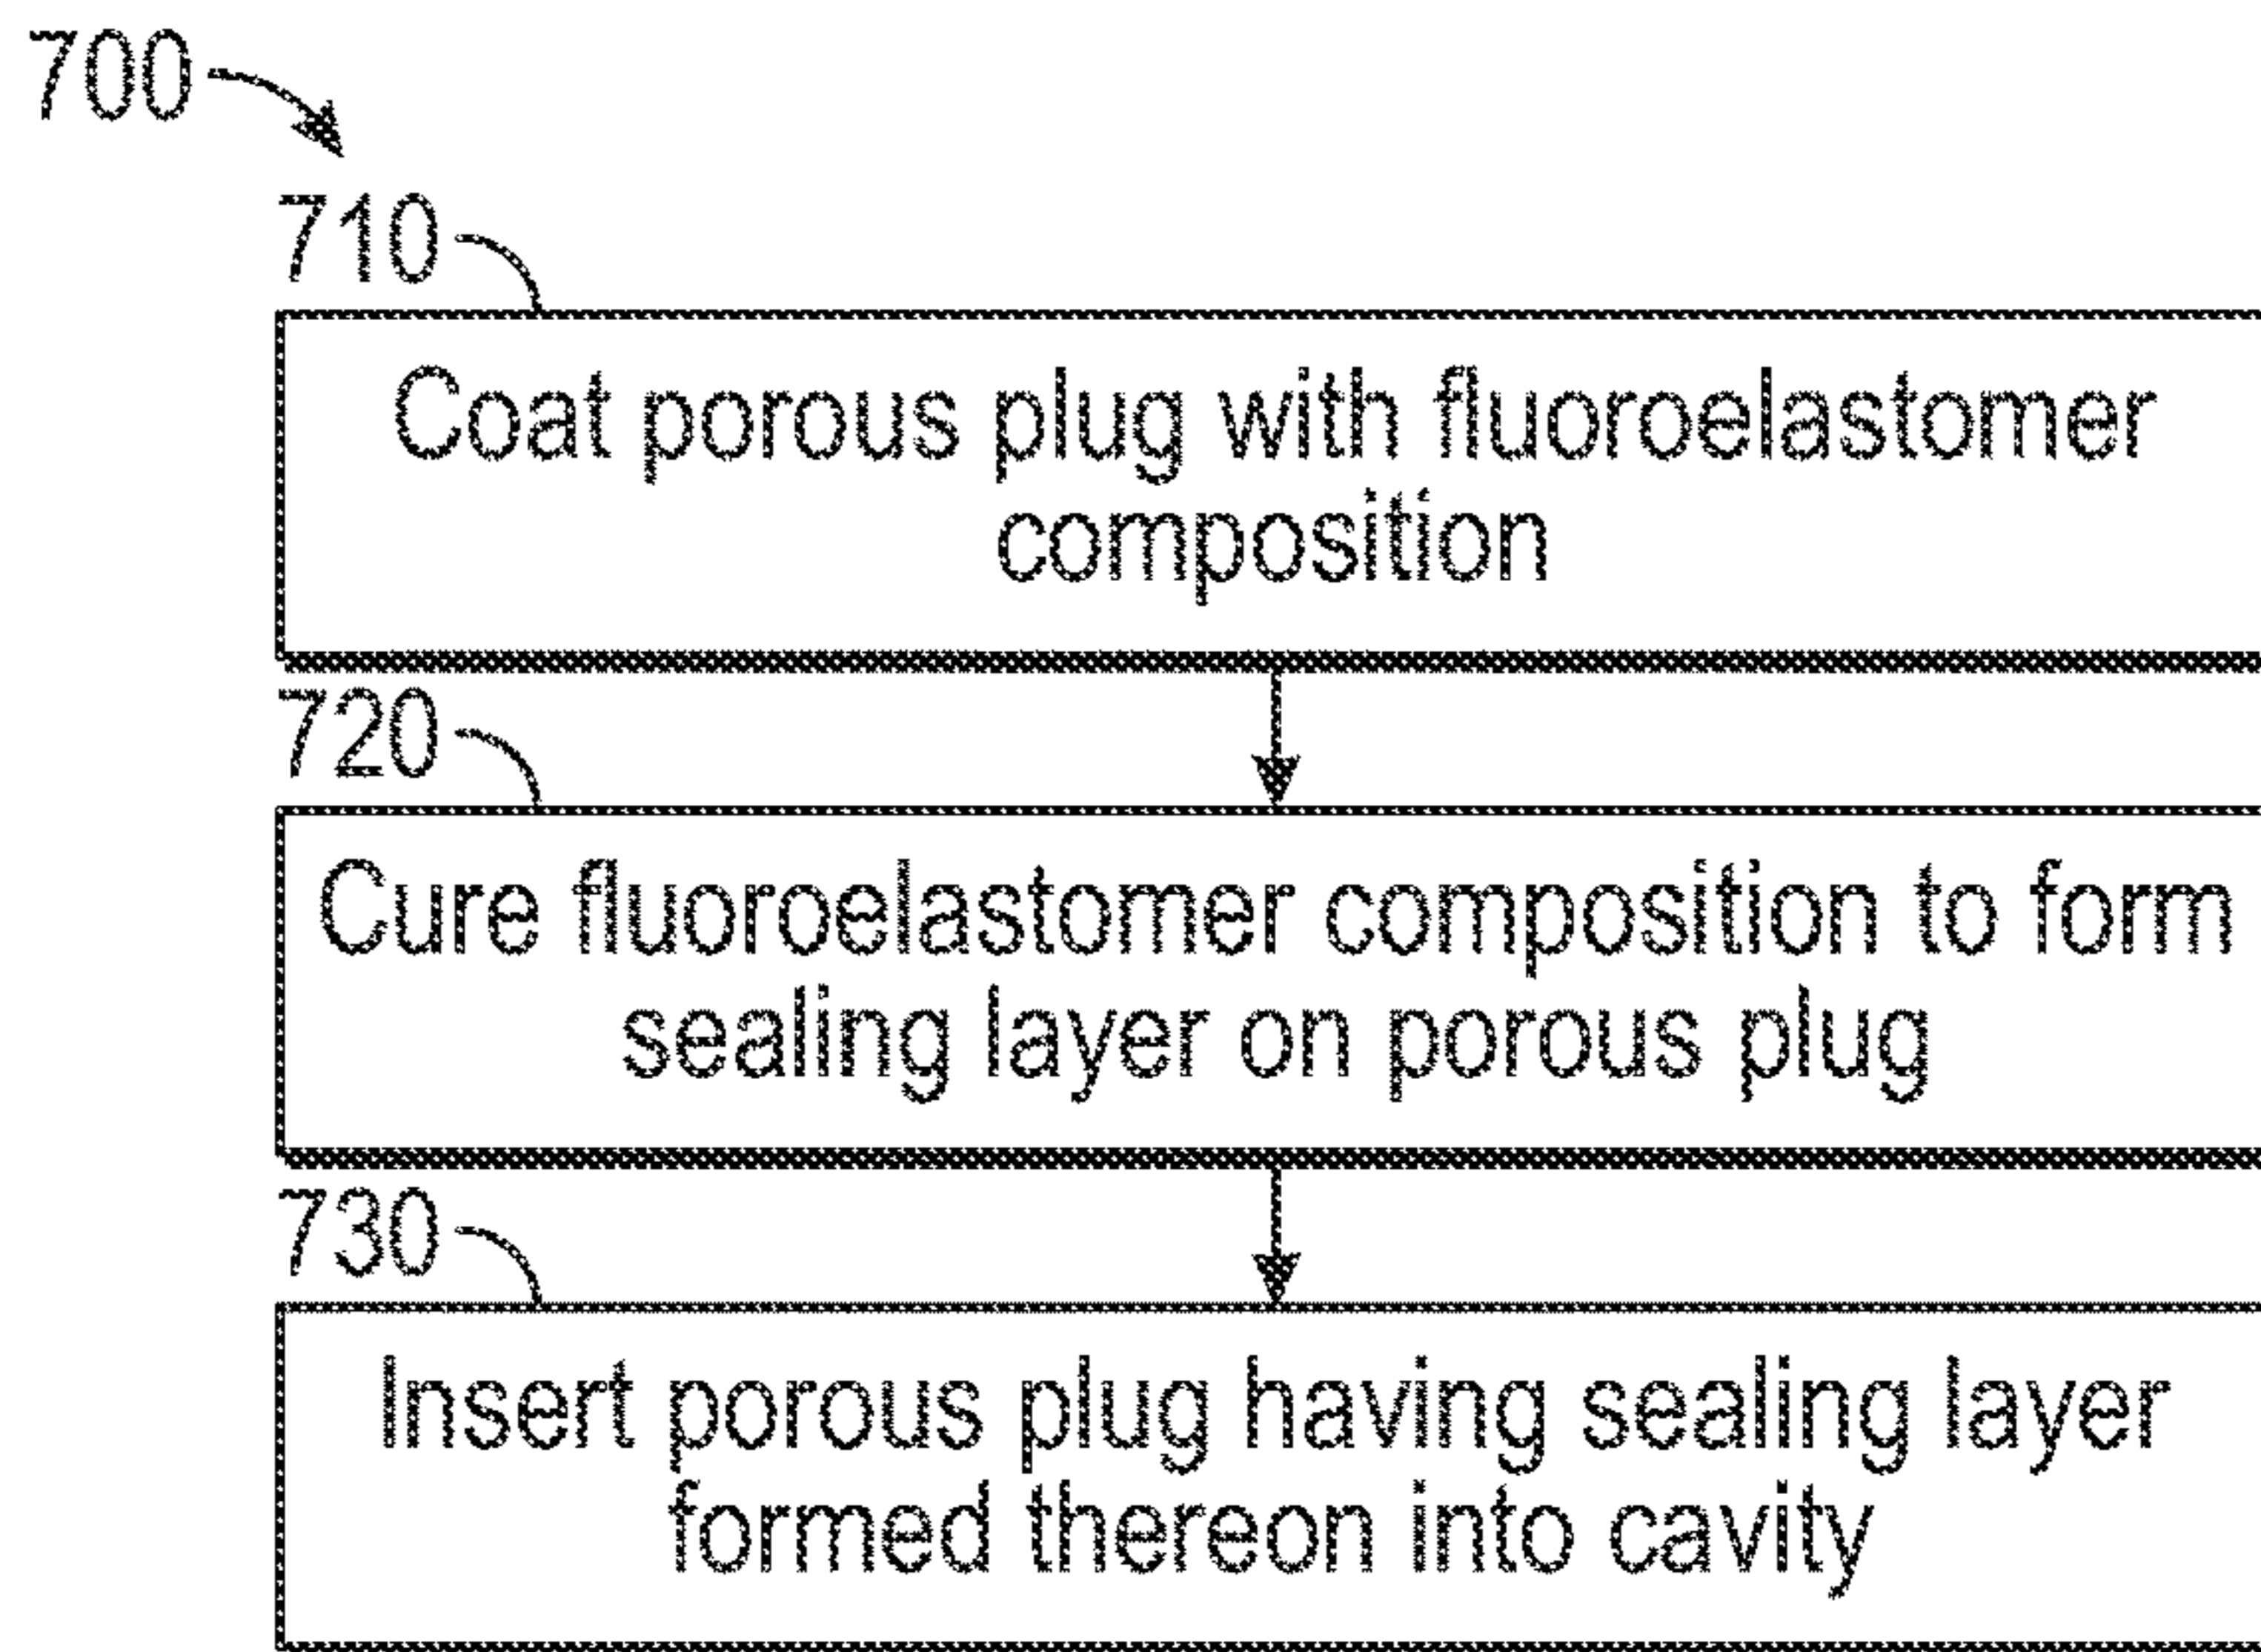 700
710
Coat porous plug with fluoroelastomer
composition
720
Cure fluoroelastomer composition to form
sealing layer on porous plug
730
Insert porous plug having sealing layer
formed thereon into cavity